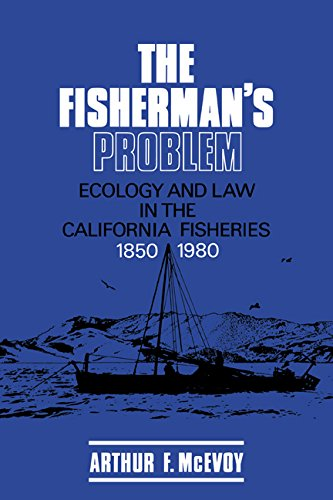 THE
FISHERMAN'S
PROBLEM
ECOLOGY AND LAW
IN THE
CALIFORNIA FISHERIES
1850 1980
ARTHUR F. McEVOY